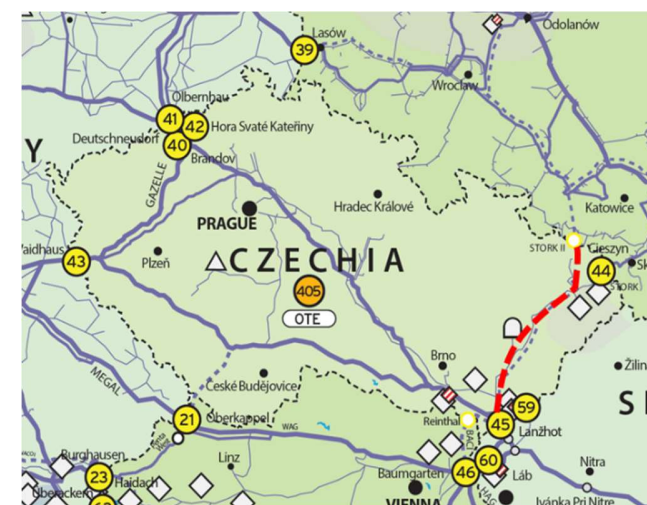 Lasów
39
Odolanów
Wrocław
Olbernhau
41
42
Hora Svaté Kateřiny
Deutschneudorf
40
Brandov
Y
GAZELLE
Hradec Králové
Katowice
PRAGUE
STORK II
Cieszyn
CZECHIA
44
STORK
43
Plzeň
405
OTE
Brno
Žilin
MEGAL
České Budějovice
59
S
21
Oberkappel
WAG
Reinthal
45
Lanžhot
BACI
Burghausen
Linz
60
Nitra
23
Haidach
Baumgarten
46
Láb
Überackern
VIENNA
Ivánka Pri Nitre